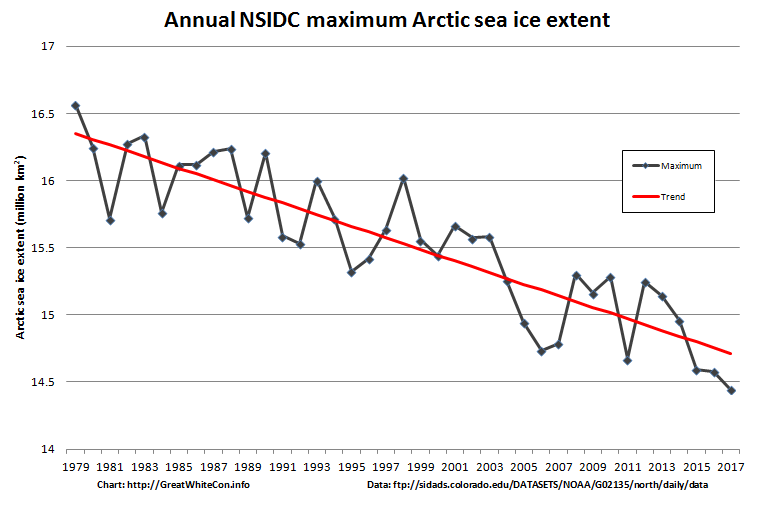 Annual NSIDC maximum Arctic sea ice extent
Arctic sea ice extent (million km²)
17
16.5
16
15.5
15
14.5
14
Maximum
Trend
1979 1981 1983 1985 1987 1989 1991 1993 1995 1997 1999 2001 2003 2005 2007 2009 2011 2013 2015 2017
Chart: http://GreatWhiteCon.info Data: ftp://sidads.colorado.edu/DATASETS/NOAA/G02135/north/daily/data